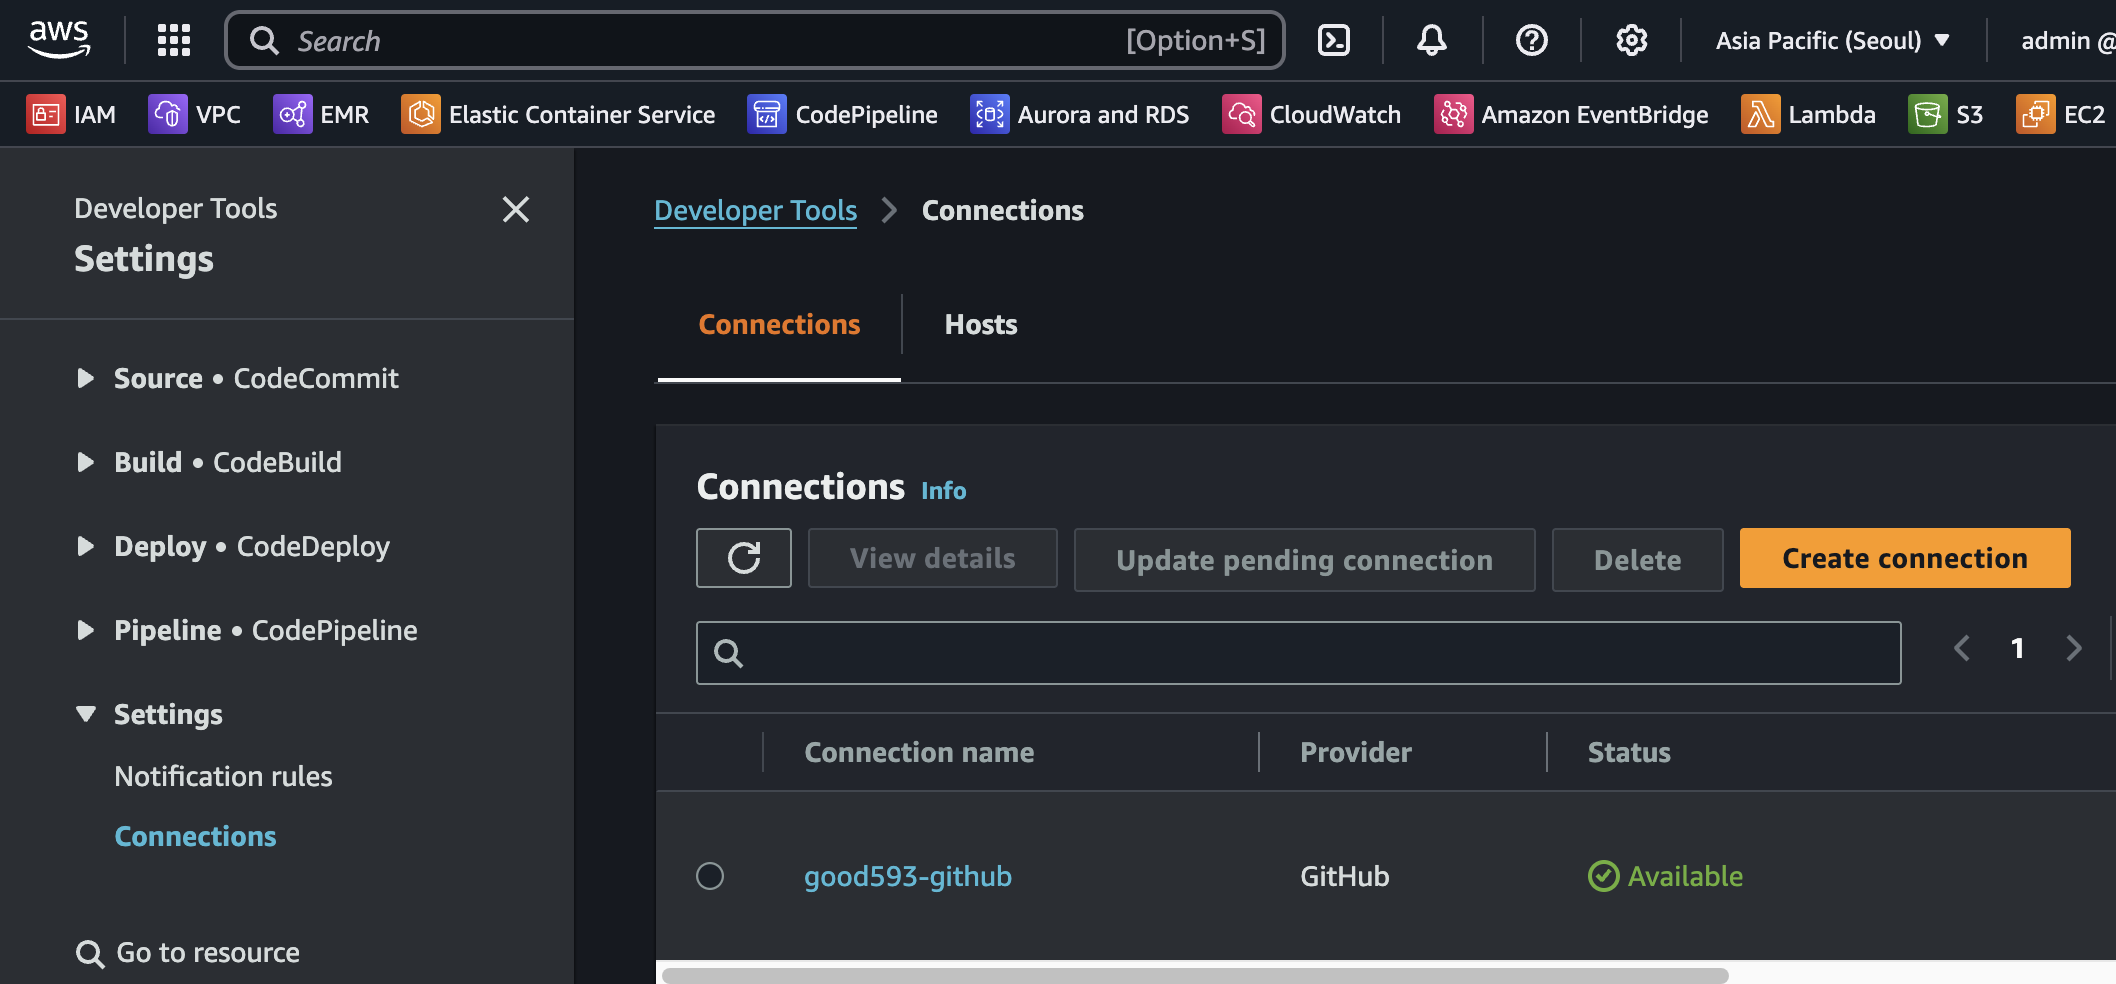 aws
Search [Option+S]
Asia Pacific (Seoul)
admin @
IAM VPC EMR Elastic Container Service CodePipeline Aurora and RDS CloudWatch Amazon EventBridge Lambda S3 EC2
Developer Tools
Settings
Source • CodeCommit
Build • CodeBuild
Deploy • CodeDeploy
Pipeline • CodePipeline
Settings
Notification rules
Connections
Go to resource
Developer Tools Connections
Connections Hosts
Connections Info
View details Update pending connection Delete Create connection
1
Connection name Provider Status
good593-github GitHub Available